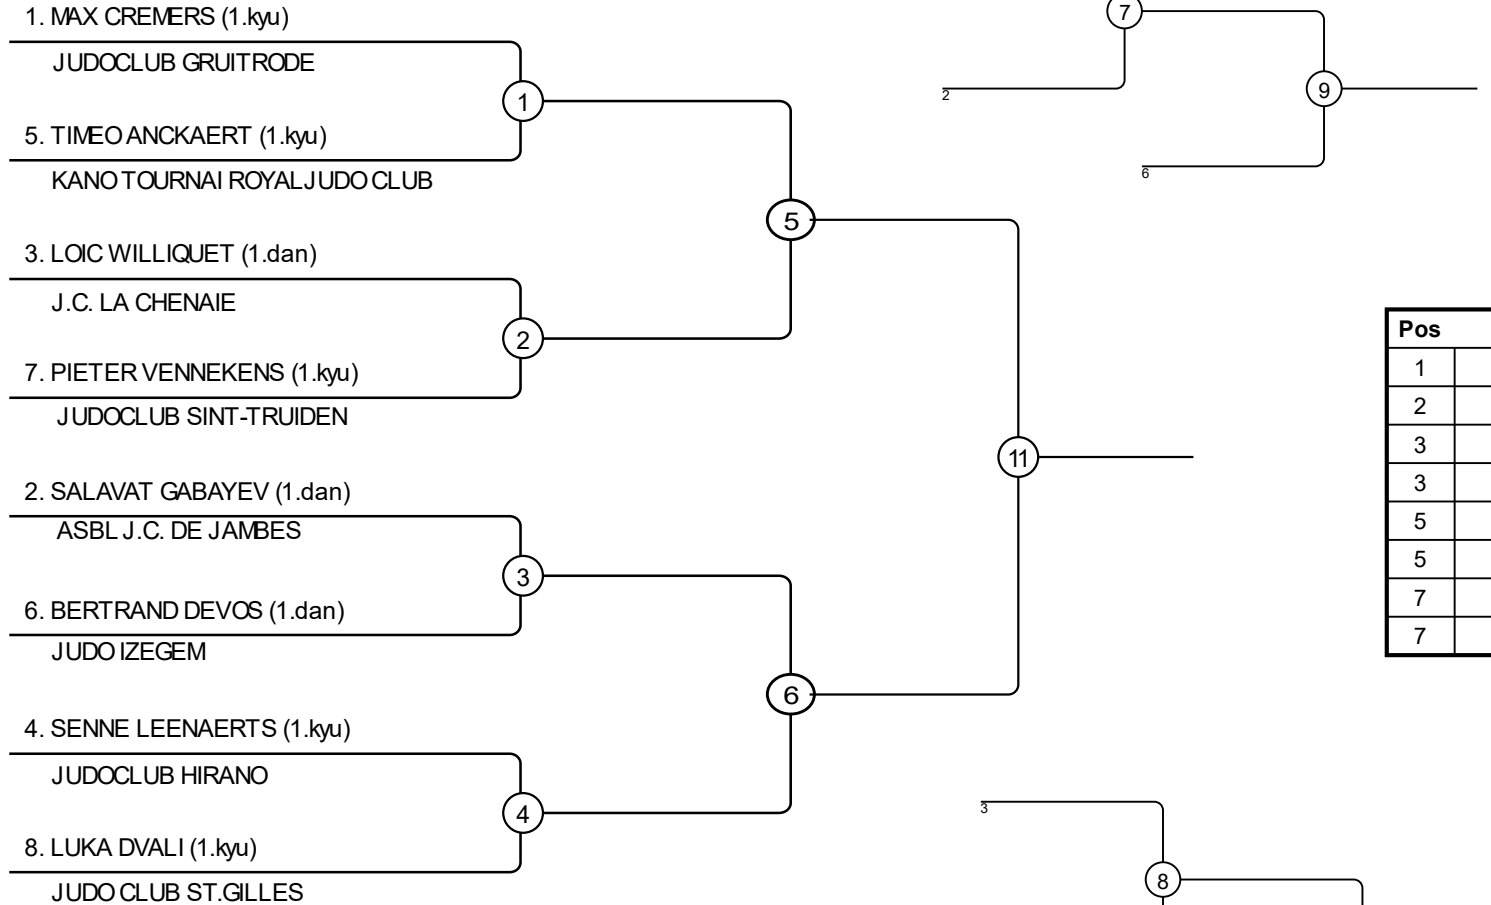 1. MAX CREMERS (1.kyu)
JUDOCLUB GRUITRODE
1
5. TIMEO ANCKAERT (1.kyu)
KANO TOURNAI ROYAL JUDO CLUB
5
3. LOIC WILLIQUET (1.dan)
J.C. LA CHENAIE
2
7. PIETER VENNEKENS (1.kyu)
JUDOCLUB SINT-TRUIDEN
11
2. SALAVAT GABAYEV (1.dan)
ASBL J.C. DE JAMBES
3
6. BERTRAND DEVOS (1.dan)
JUDO IZEGEM
6
4. SENNE LEENAERTS (1.kyu)
JUDOCLUB HIRANO
4
8. LUKA DVALI (1.kyu)
JUDO CLUB ST.GILLES
7
2
9
6
Pos
1
2
3
3
5
5
7
7
3
8